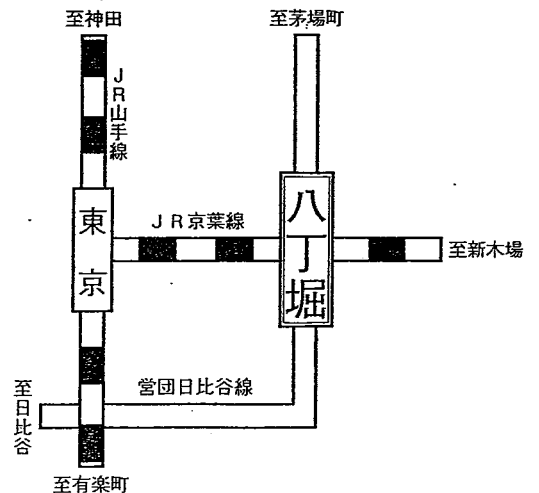 至神田
至茅場町
JR山手線
東京
JR京葉線
八丁堀
至新木場
営団日比谷線
至日比谷
至有楽町